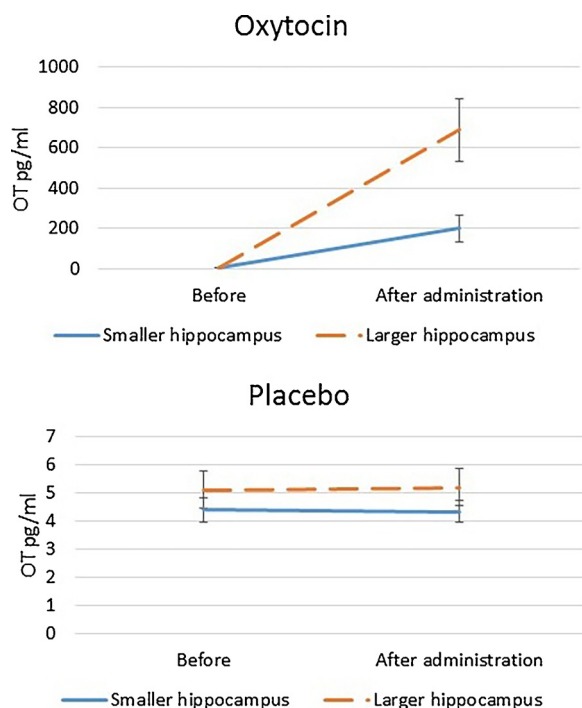 Oxytocin
1000
800
600
400
200
0
OT pg/ml
Before After administration
Smaller hippocampus Larger hippocampus
Placebo
7
6
5
4
3
2
1
0
OT pg/ml
Before After administration
Smaller hippocampus Larger hippocampus